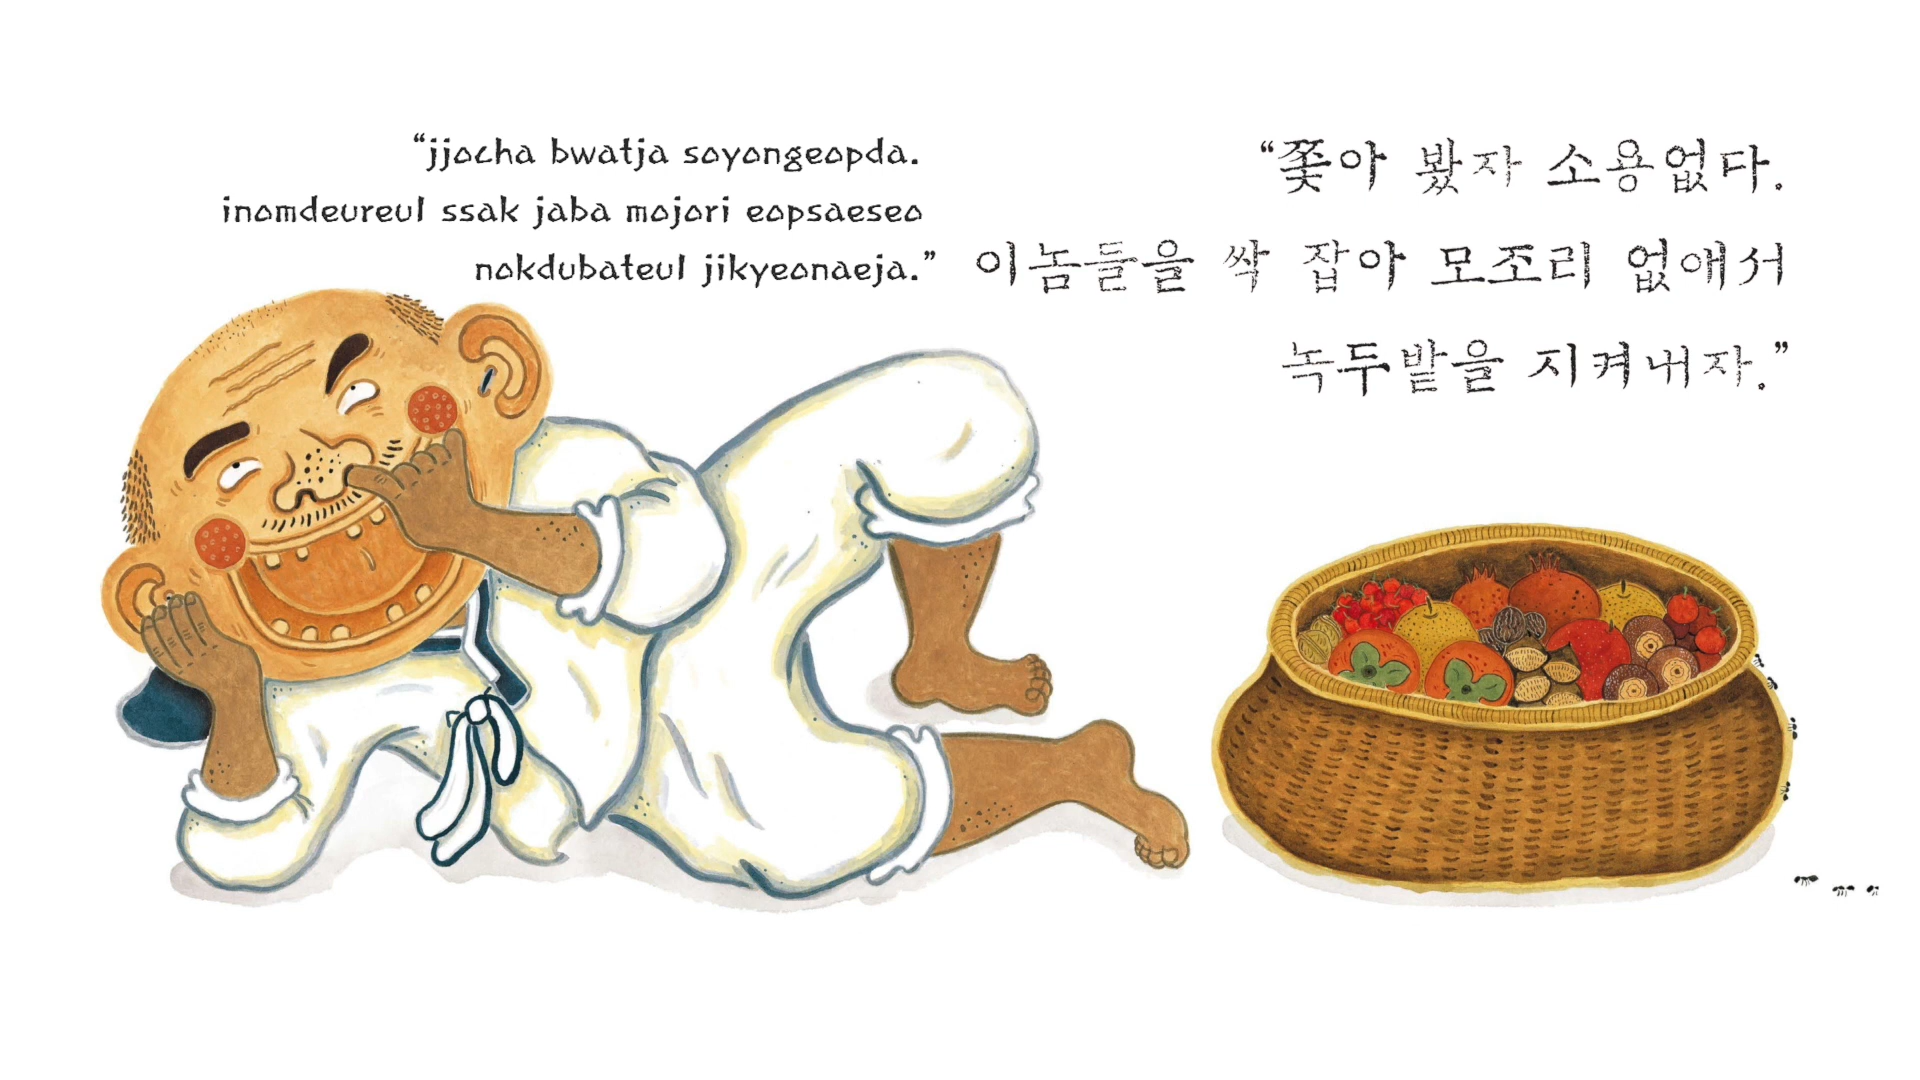 “jjocha bwatja soyongeopda.
inomdeureul ssak jaba mojori eopsaeseo
nokdubateul jikyeonaeja.”
“쫓아 봤자 소용없다.
이놈들을 싹 잡아 모조리 없애서
녹두밭을 지켜내자.”